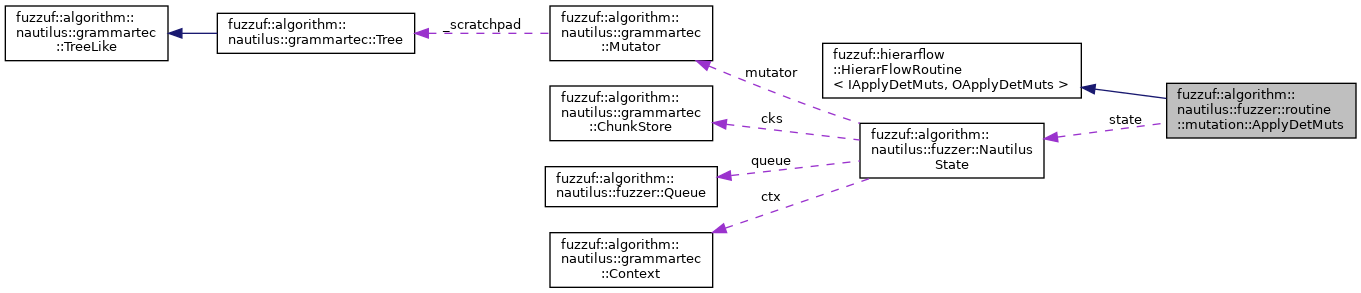 fuzzuf::algorithm::
nautilus::grammartec
::TreeLike
fuzzuf::algorithm::
nautilus::grammartec::Tree
_scratchpad
fuzzuf::algorithm::
nautilus::grammartec
::Mutator
mutator
fuzzuf::algorithm::
nautilus::grammartec
::ChunkStore
cks
fuzzuf::algorithm::
nautilus::fuzzer::Queue
queue
fuzzuf::algorithm::
nautilus::grammartec
::Context
ctx
fuzzuf::hierarflow
::HierarFlowRoutine
< IApplyDetMuts, OApplyDetMuts >
fuzzuf::algorithm::
nautilus::fuzzer::Nautilus
State
state
fuzzuf::algorithm::
nautilus::fuzzer::routine
::mutation::ApplyDetMuts